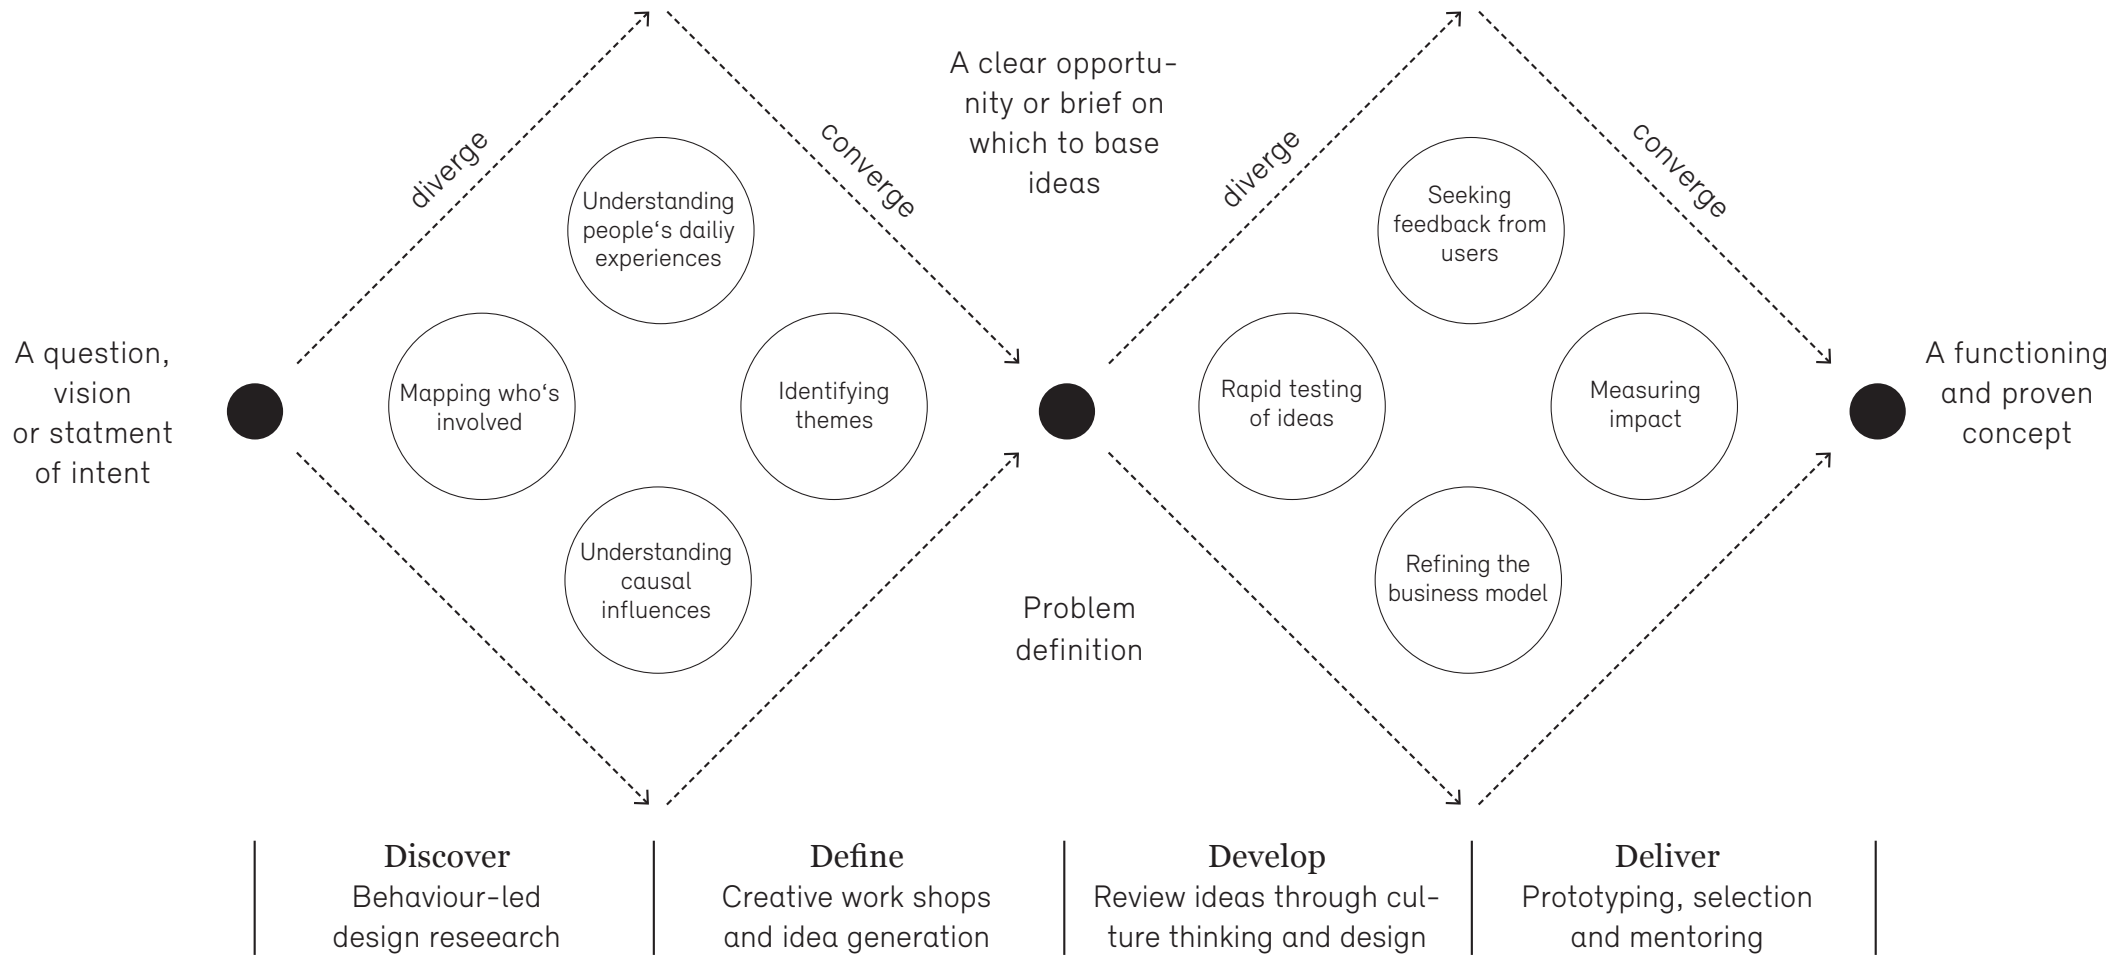 A question,
vision
or statment
of intent
diverge
converge
Understanding
people‘s dailiy
experiences
Mapping who‘s
involved
Identifying
themes
Understanding
causal
influences
A clear opportu-
nity or brief on
which to base
ideas
Problem
definition
diverge
converge
Seeking
feedback from
users
Rapid testing
of ideas
Measuring
impact
Refining the
business model
A functioning
and proven
concept
Discover
Behaviour-led
design reseearch
Define
Creative work shops
and idea generation
Develop
Review ideas through cul-
ture thinking and design
Deliver
Prototyping, selection
and mentoring